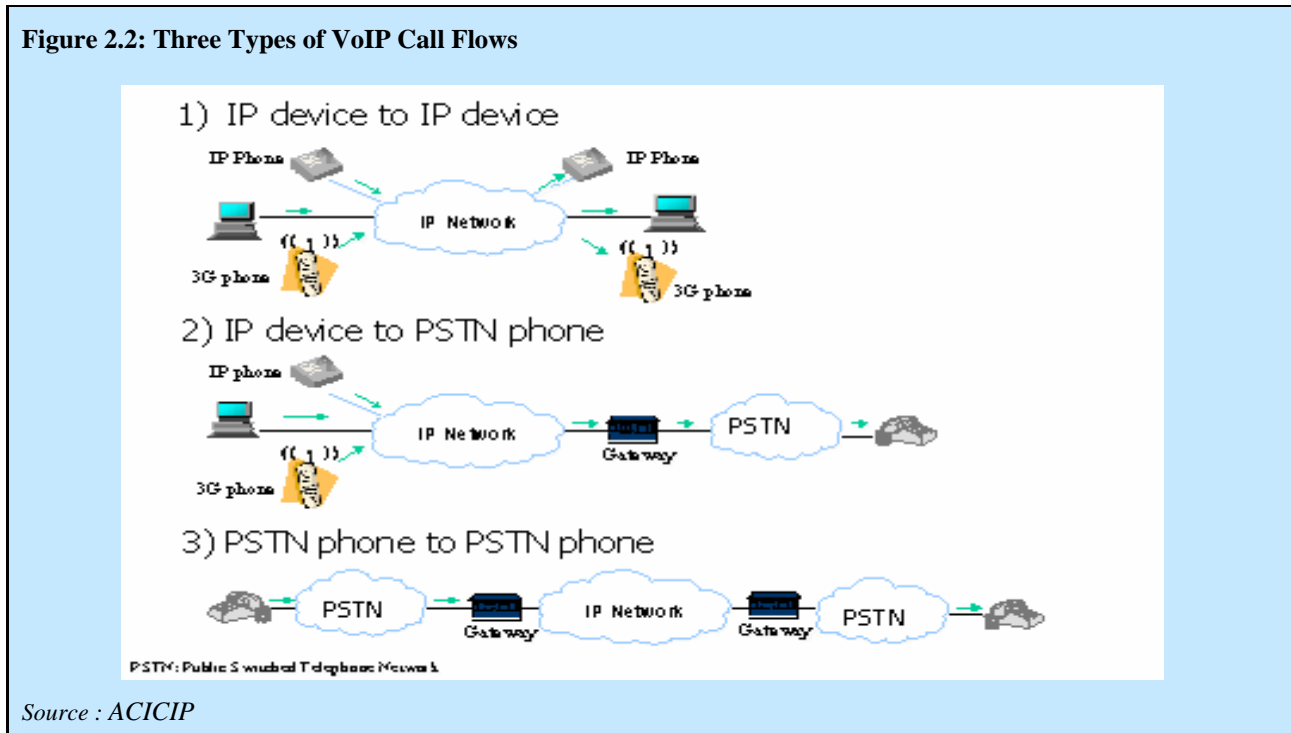 Figure 2.2: Three Types of VoIP Call Flows
1) IP device to IP device
IP Phone
IP Phone
IP Network
3G phone
3G phone
2) IP device to PSTN phone
IP phone
IP Network
PSTN
Gateway
3G phone
3) PSTN phone to PSTN phone
PSTN
IP Network
PSTN
Gateway
Gateway
PSTN: Public Switched Telephone Network
Source : ACICIP